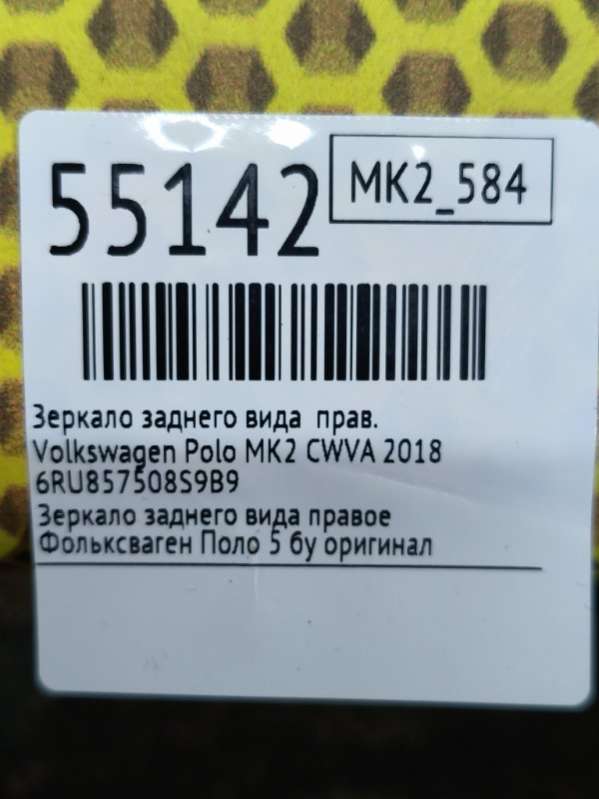 55142
MK2_584
Зеркало заднего вида прав.
Volkswagen Polo MK2 CWVA 2018
6RU857508S9B9
Зеркало заднего вида правое
Фольксваген Поло 5 бу оригинал